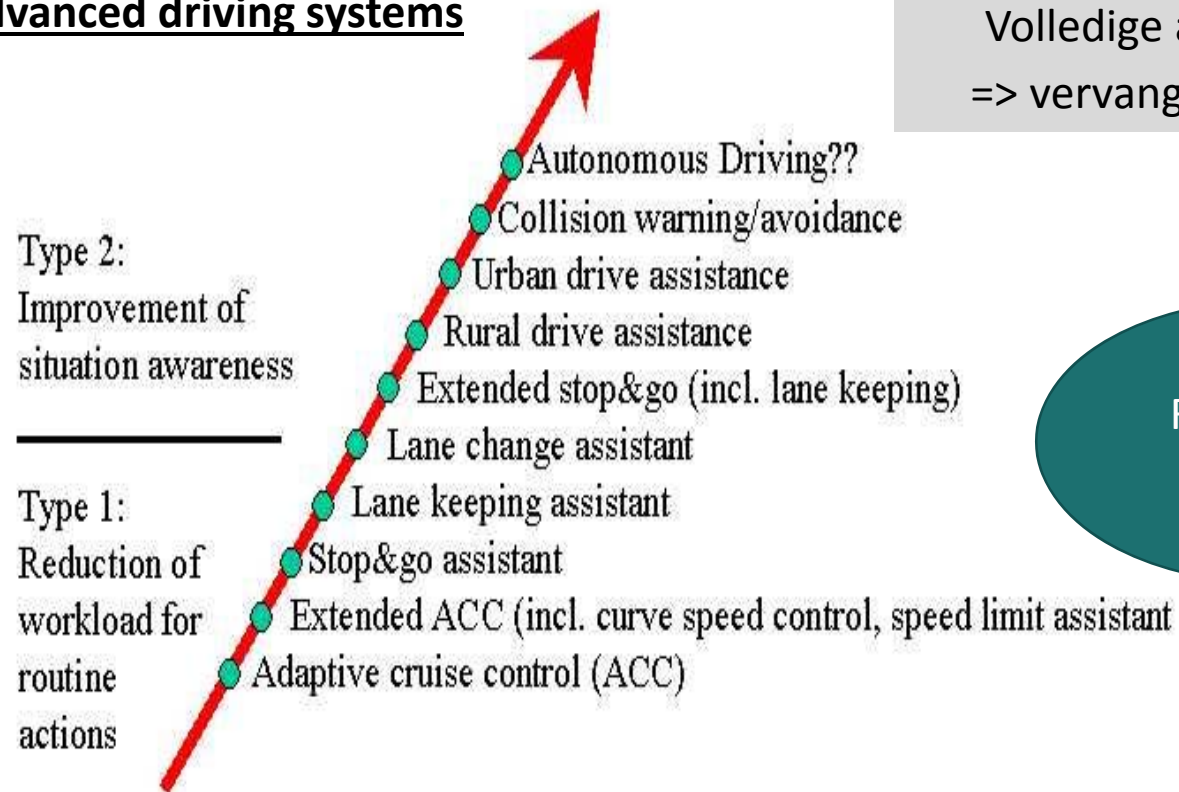 dvanced driving systems
Volledige a
=> vervang
Autonomous Driving??
Collision warning/avoidance
Urban drive assistance
Rural drive assistance
Extended stop&go (incl. lane keeping)
Lane change assistant
Lane keeping assistant
Stop&go assistant
Extended ACC (incl. curve speed control, speed limit assistant
Adaptive cruise control (ACC)
Type 2:
Improvement of
situation awareness
Type 1:
Reduction of
workload for
routine
actions